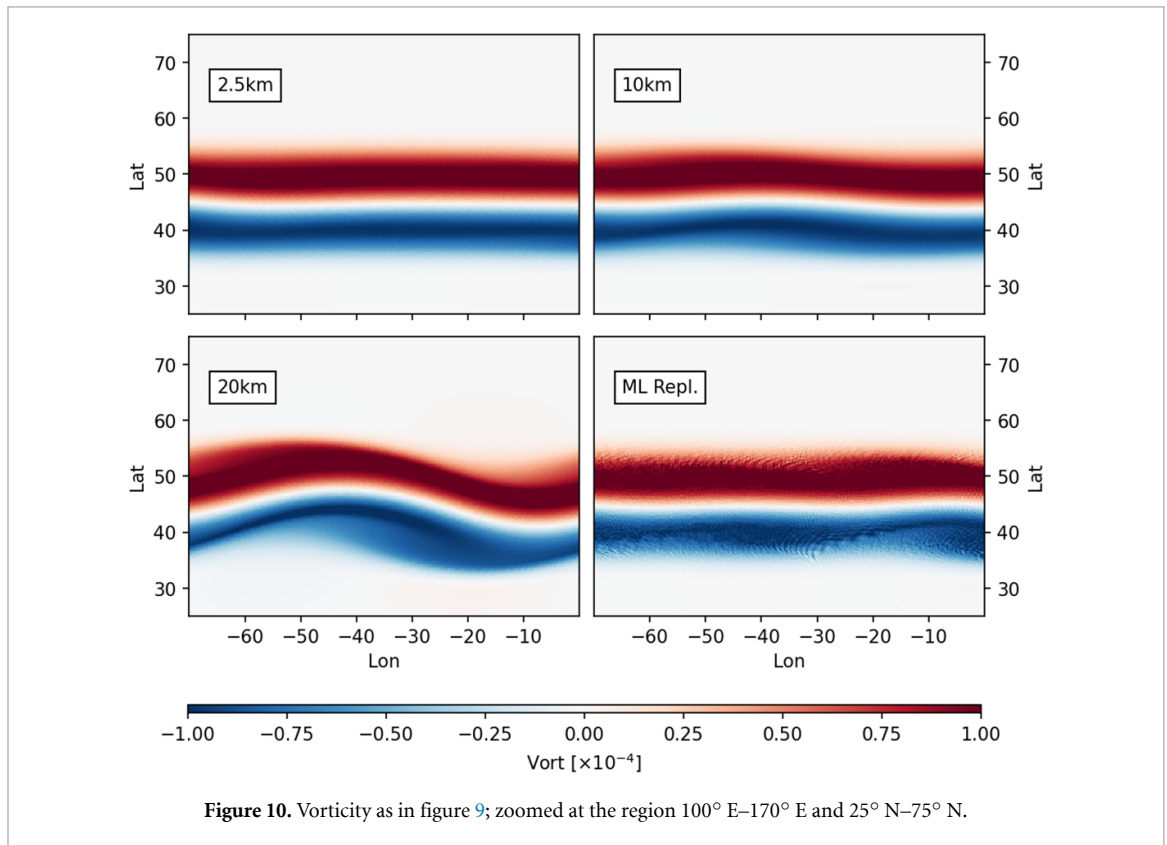 2.5km
10km
70
60
50
40
30
Lat
70
60
50
40
30
Lat
20km
ML Repl.
70
60
50
40
30
Lat
70
60
50
40
30
Lat
−60 −50 −40 −30 −20 −10
Lon
−60 −50 −40 −30 −20 −10
Lon
−1.00 −0.75 −0.50 −0.25 0.00 0.25 0.50 0.75 1.00
Vort [×10⁻⁴]
Figure 10. Vorticity as in figure 9; zoomed at the region 100° E–170° E and 25° N–75° N.